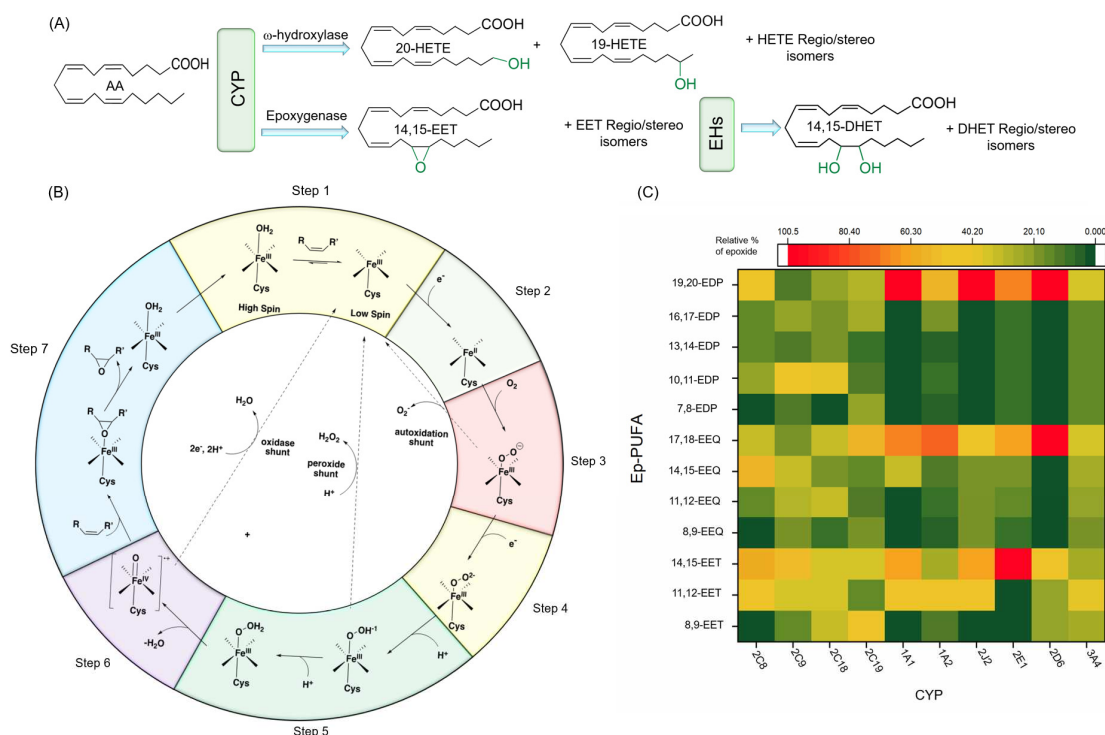 (A)
AA
COOH
CYP
ω-hydroxylase
Epoxygenase
20-HETE
COOH
OH
+
19-HETE
COOH
OH
+ HETE Regio/stereo
isomers
14,15-EET
COOH
O
+ EET Regio/stereo
isomers
EHs
14,15-DHET
COOH
HO
OH
+ DHET Regio/stereo
isomers
(B)
Step 1
OH2
FeIII
Cys
R
R'
FeIII
Cys
High Spin
Low Spin
Step 2
e-
FeII
Cys
O2
Step 3
O2-
autoxidation
shunt
O
O
FeIII
Cys
Step 4
e-
O
O2-
FeIII
Cys
H+
Step 5
O
OH-1
FeIII
Cys
H+
O
OH2
FeIII
Cys
Step 6
-H2O
O
FeIV
Cys
Step 7
R
R'
R
R'
O
FeIII
Cys
R
R'
O
OH2
FeIII
Cys
H2O
2e-, 2H+
oxidase
shunt
H2O2
peroxide
shunt
H+
+
(C)
Relative %
of epoxide
100.5
80.40
60.30
40.20
20.10
0.000
Ep-PUFA
19,20-EDP
16,17-EDP
13,14-EDP
10,11-EDP
7,8-EDP
17,18-EEQ
14,15-EEQ
11,12-EEQ
8,9-EEQ
14,15-EET
11,12-EET
8,9-EET
2C8
2C9
2C18
2C19
1A1
1A2
2J2
2E1
2D6
3A4
CYP